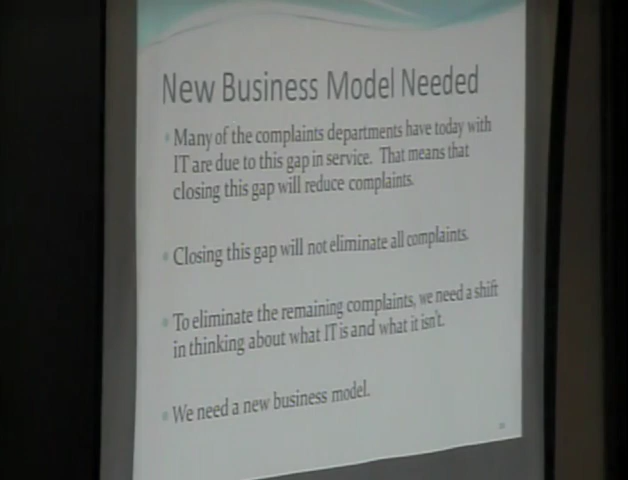 New Business Model Needed
Many of the complaints departments have today with
IT are due to this gap in service. That means that
closing this gap will reduce complaints.
Closing this gap will not eliminate all complaints.
To eliminate the remaining complaints, we need a shift
in thinking about what IT is and what it isn't.
We need a new business model.